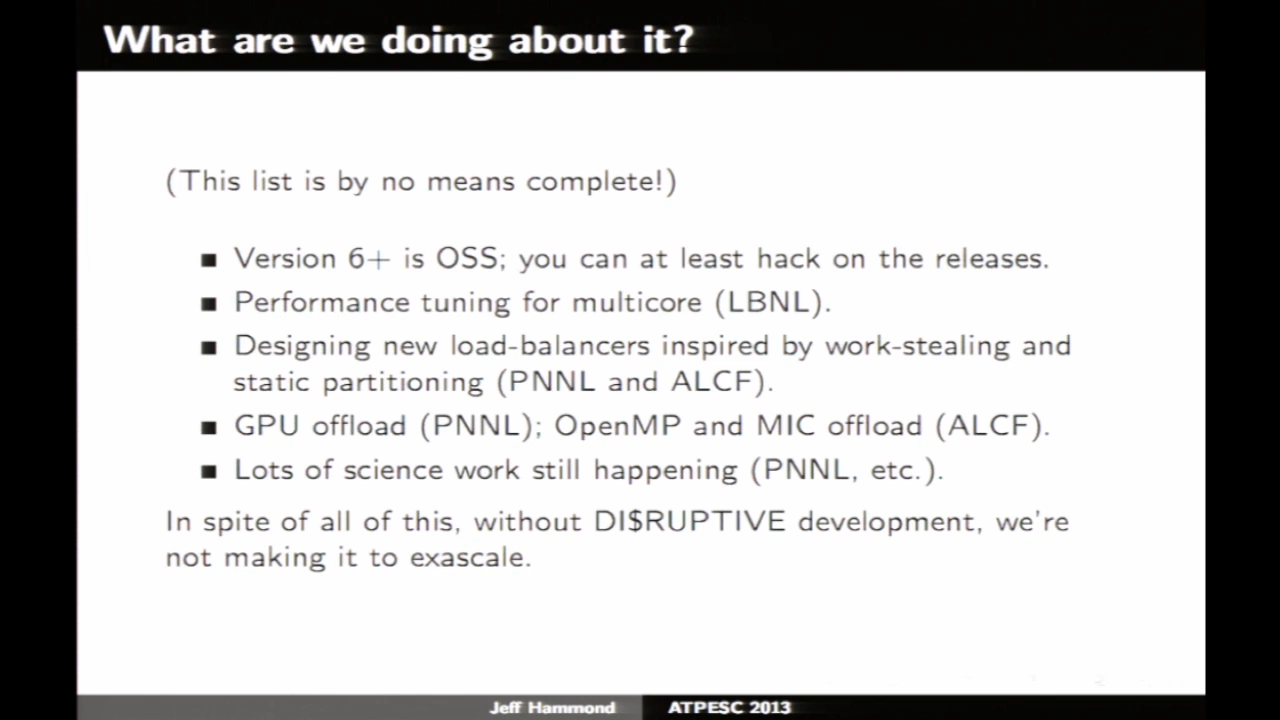 What are we doing about it?
(This list is by no means complete!)
Version 6+ is OSS; you can at least hack on the releases.
Performance tuning for multicore (LBNL).
Designing new load-balancers inspired by work-stealing and
static partitioning (PNNL and ALCF).
GPU offload (PNNL); OpenMP and MIC offload (ALCF).
Lots of science work still happening (PNNL, etc.).
In spite of all of this, without DI$RUPTIVE development, we're
not making it to exascale.
Jeff Hammond ATPESC 2013